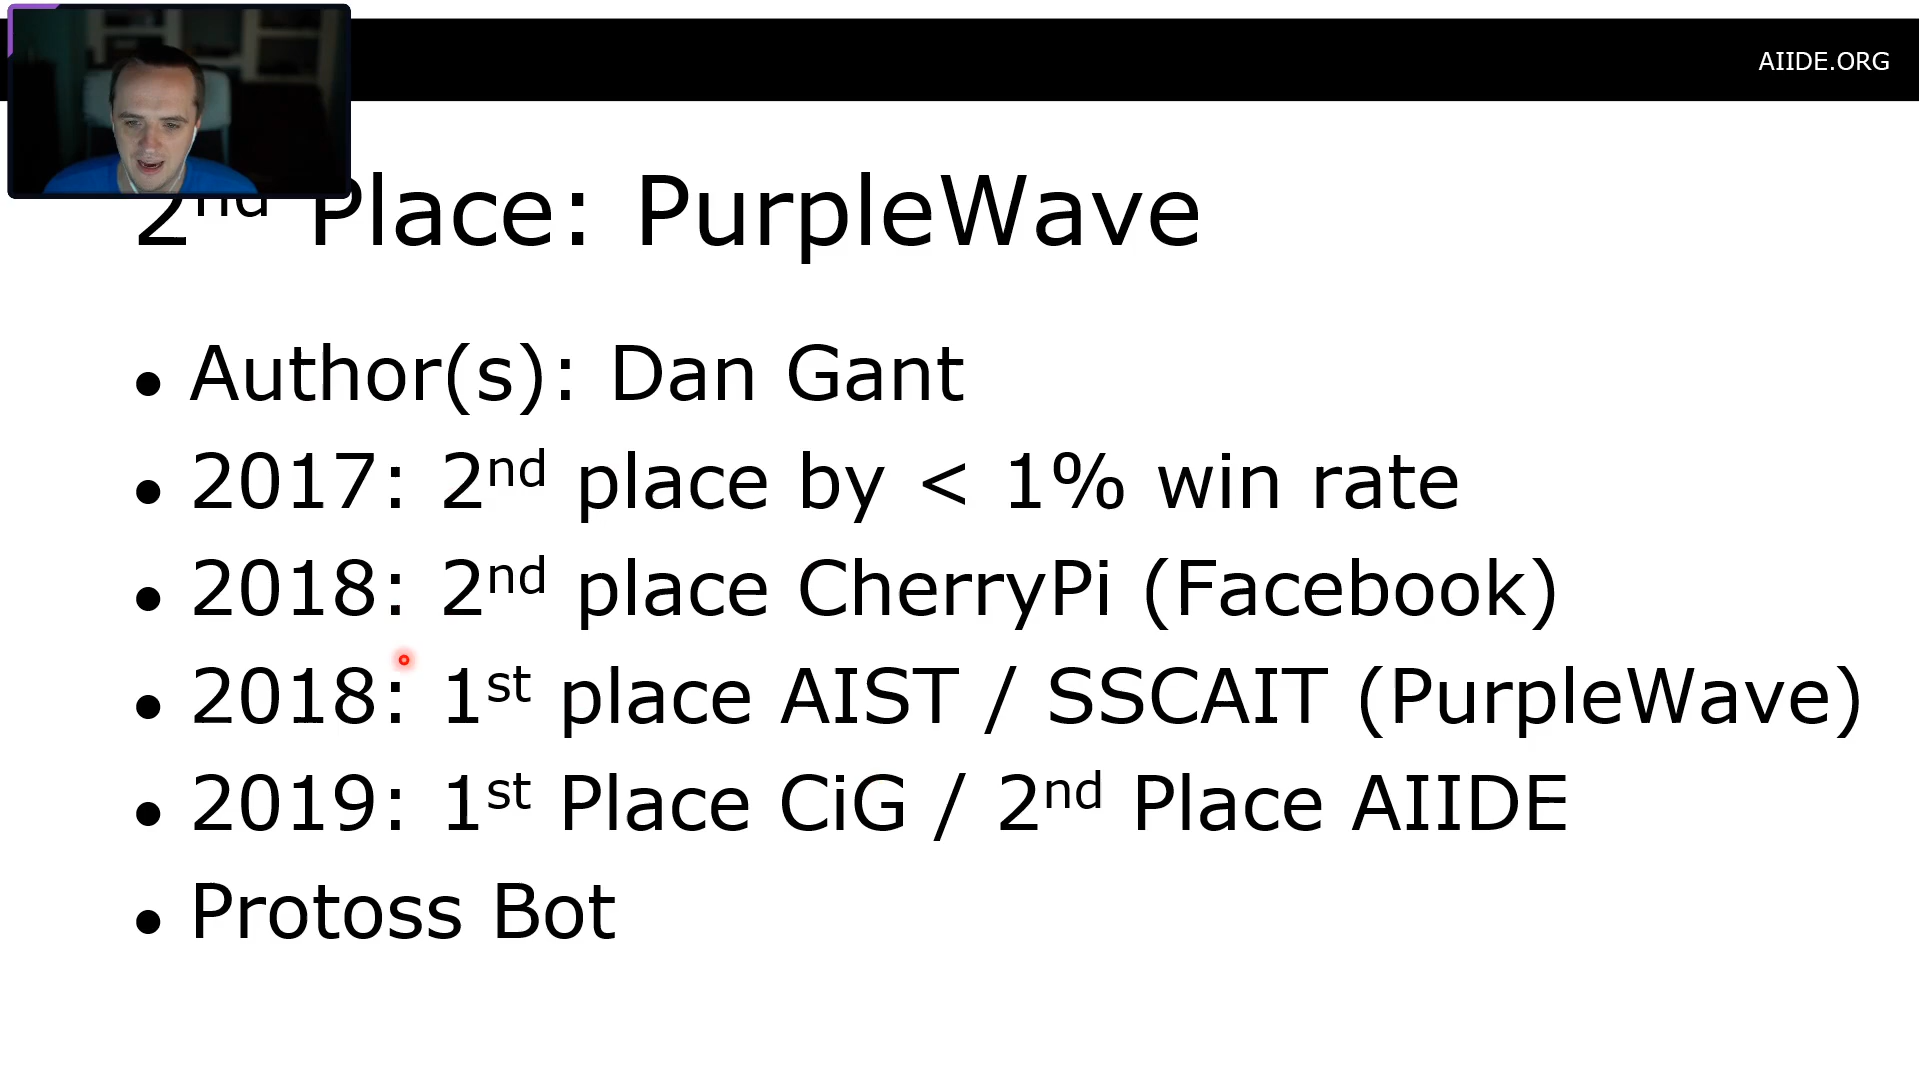 AIIDE.ORG
2nd Place: PurpleWave
● Author(s): Dan Gant
● 2017: 2nd place by < 1% win rate
● 2018: 2nd place CherryPi (Facebook)
● 2018: 1st place AIST / SSCAIT (PurpleWave)
● 2019: 1st Place CiG / 2nd Place AIIDE
● Protoss Bot